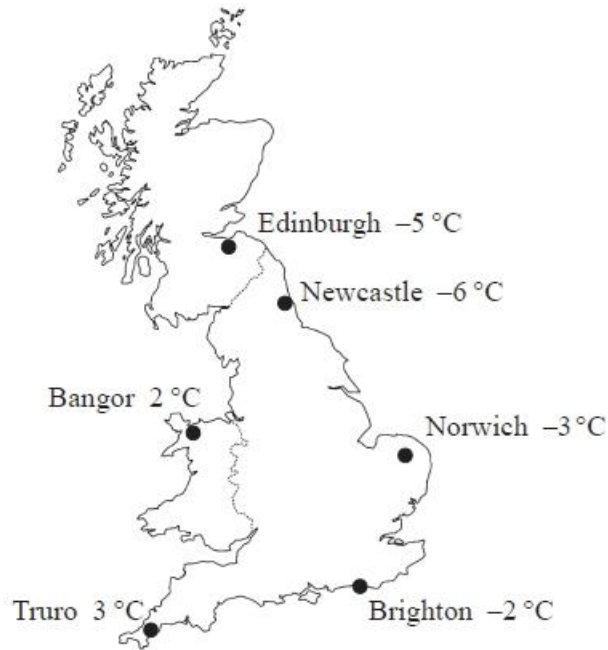 Edinburgh –5 °C
Newcastle –6 °C
Bangor 2 °C
Norwich –3 °C
Truro 3 °C
Brighton –2 °C